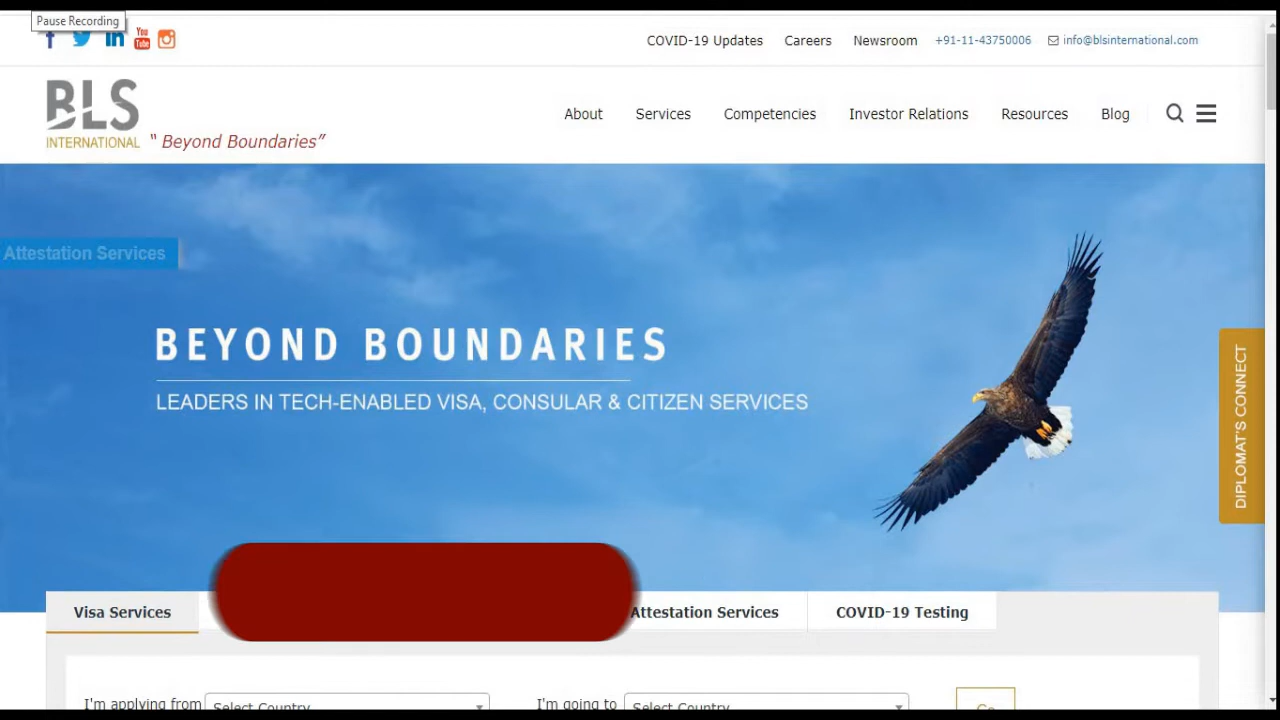 Pause Recording
COVID-19 Updates Careers Newsroom +91-11-43750006 info@blsinternational.com
BLS
INTERNATIONAL “ Beyond Boundaries”
About Services Competencies Investor Relations Resources Blog
Attestation Services
BEYOND BOUNDARIES
LEADERS IN TECH-ENABLED VISA, CONSULAR & CITIZEN SERVICES
DIPLOMAT'S CONNECT
Visa Services Attestation Services COVID-19 Testing
I'm applying from Select Country I'm going to Select Country Go